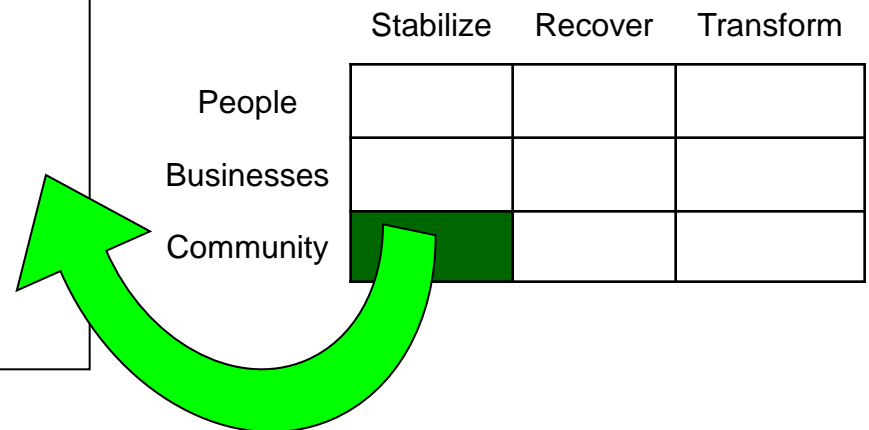 Stabilize Recover Transform
People
Businesses
Community